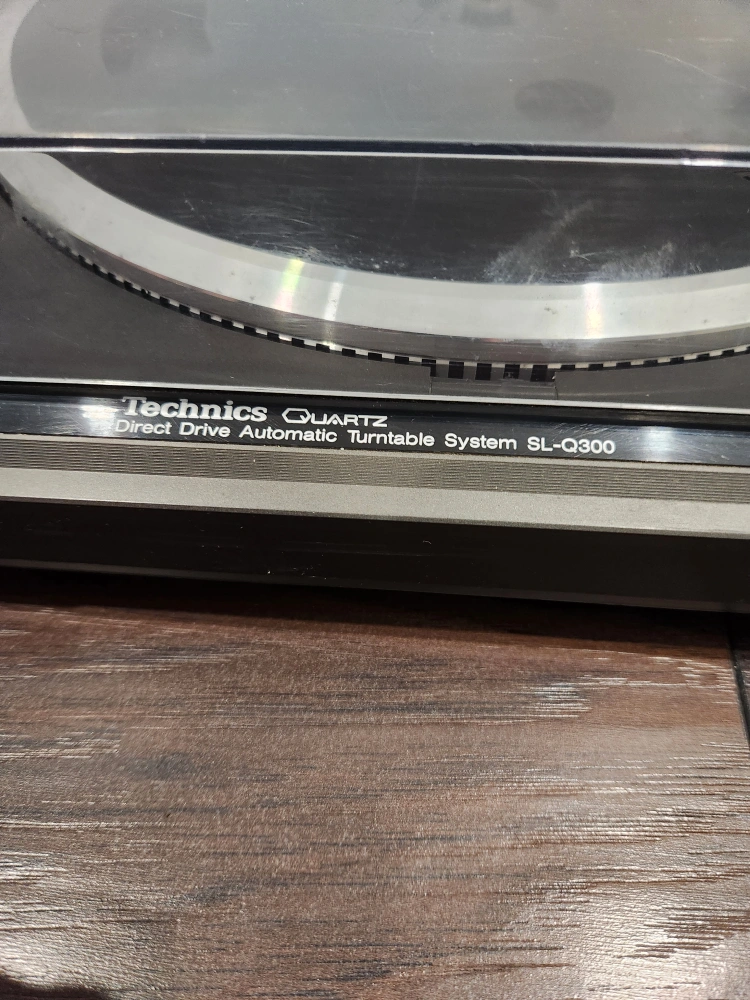 Technics QUARTZ
Direct Drive Automatic Turntable System SL-Q300